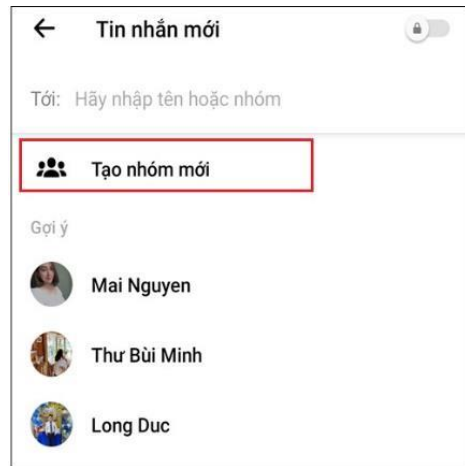 Tin nhắn mới
Tới: Hãy nhập tên hoặc nhóm
Tạo nhóm mới
Gợi ý
Mai Nguyen
Thư Bùi Minh
Long Duc